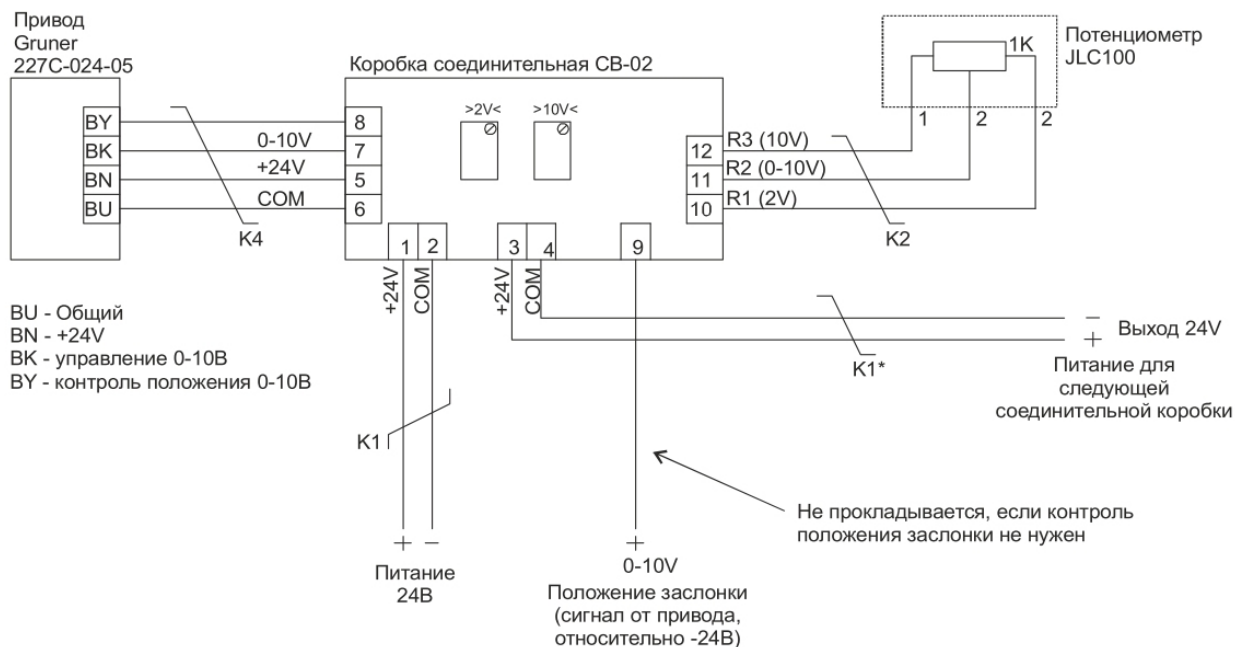 Привод
Gruner
227C-024-05
Коробка соединительная СВ-02
Потенциометр
JLC100
1K
1
2
2
>2V<
>10V<
BY
BK
BN
BU
0-10V
+24V
COM
K4
8
7
5
6
12
11
10
R3 (10V)
R2 (0-10V)
R1 (2V)
K2
1
2
3
4
9
+24V
COM
+24V
COM
BU - Общий
BN - +24V
BK - управление 0-10В
BY - контроль положения 0-10В
K1
K1*
−
+
Выход 24V
Питание для
следующей
соединительной коробки
Не прокладывается, если контроль
положения заслонки не нужен
+ −
Питание
24В
+
0-10V
Положение заслонки
(сигнал от привода,
относительно -24В)